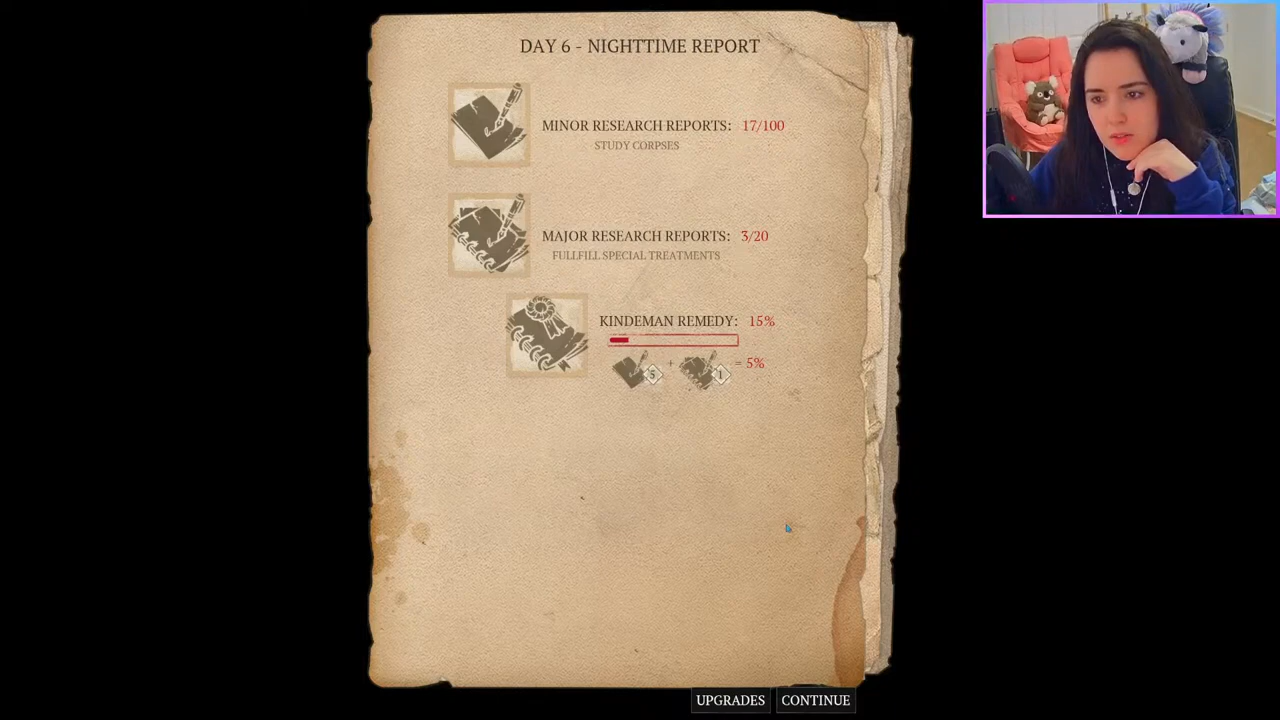 DAY 6 - NIGHTTIME REPORT
MINOR RESEARCH REPORTS: 17/100
STUDY CORPSES
MAJOR RESEARCH REPORTS: 3/20
FULLFILL SPECIAL TREATMENTS
KINDEMAN REMEDY: 15%
5 + 1 = 5%
UPGRADES CONTINUE